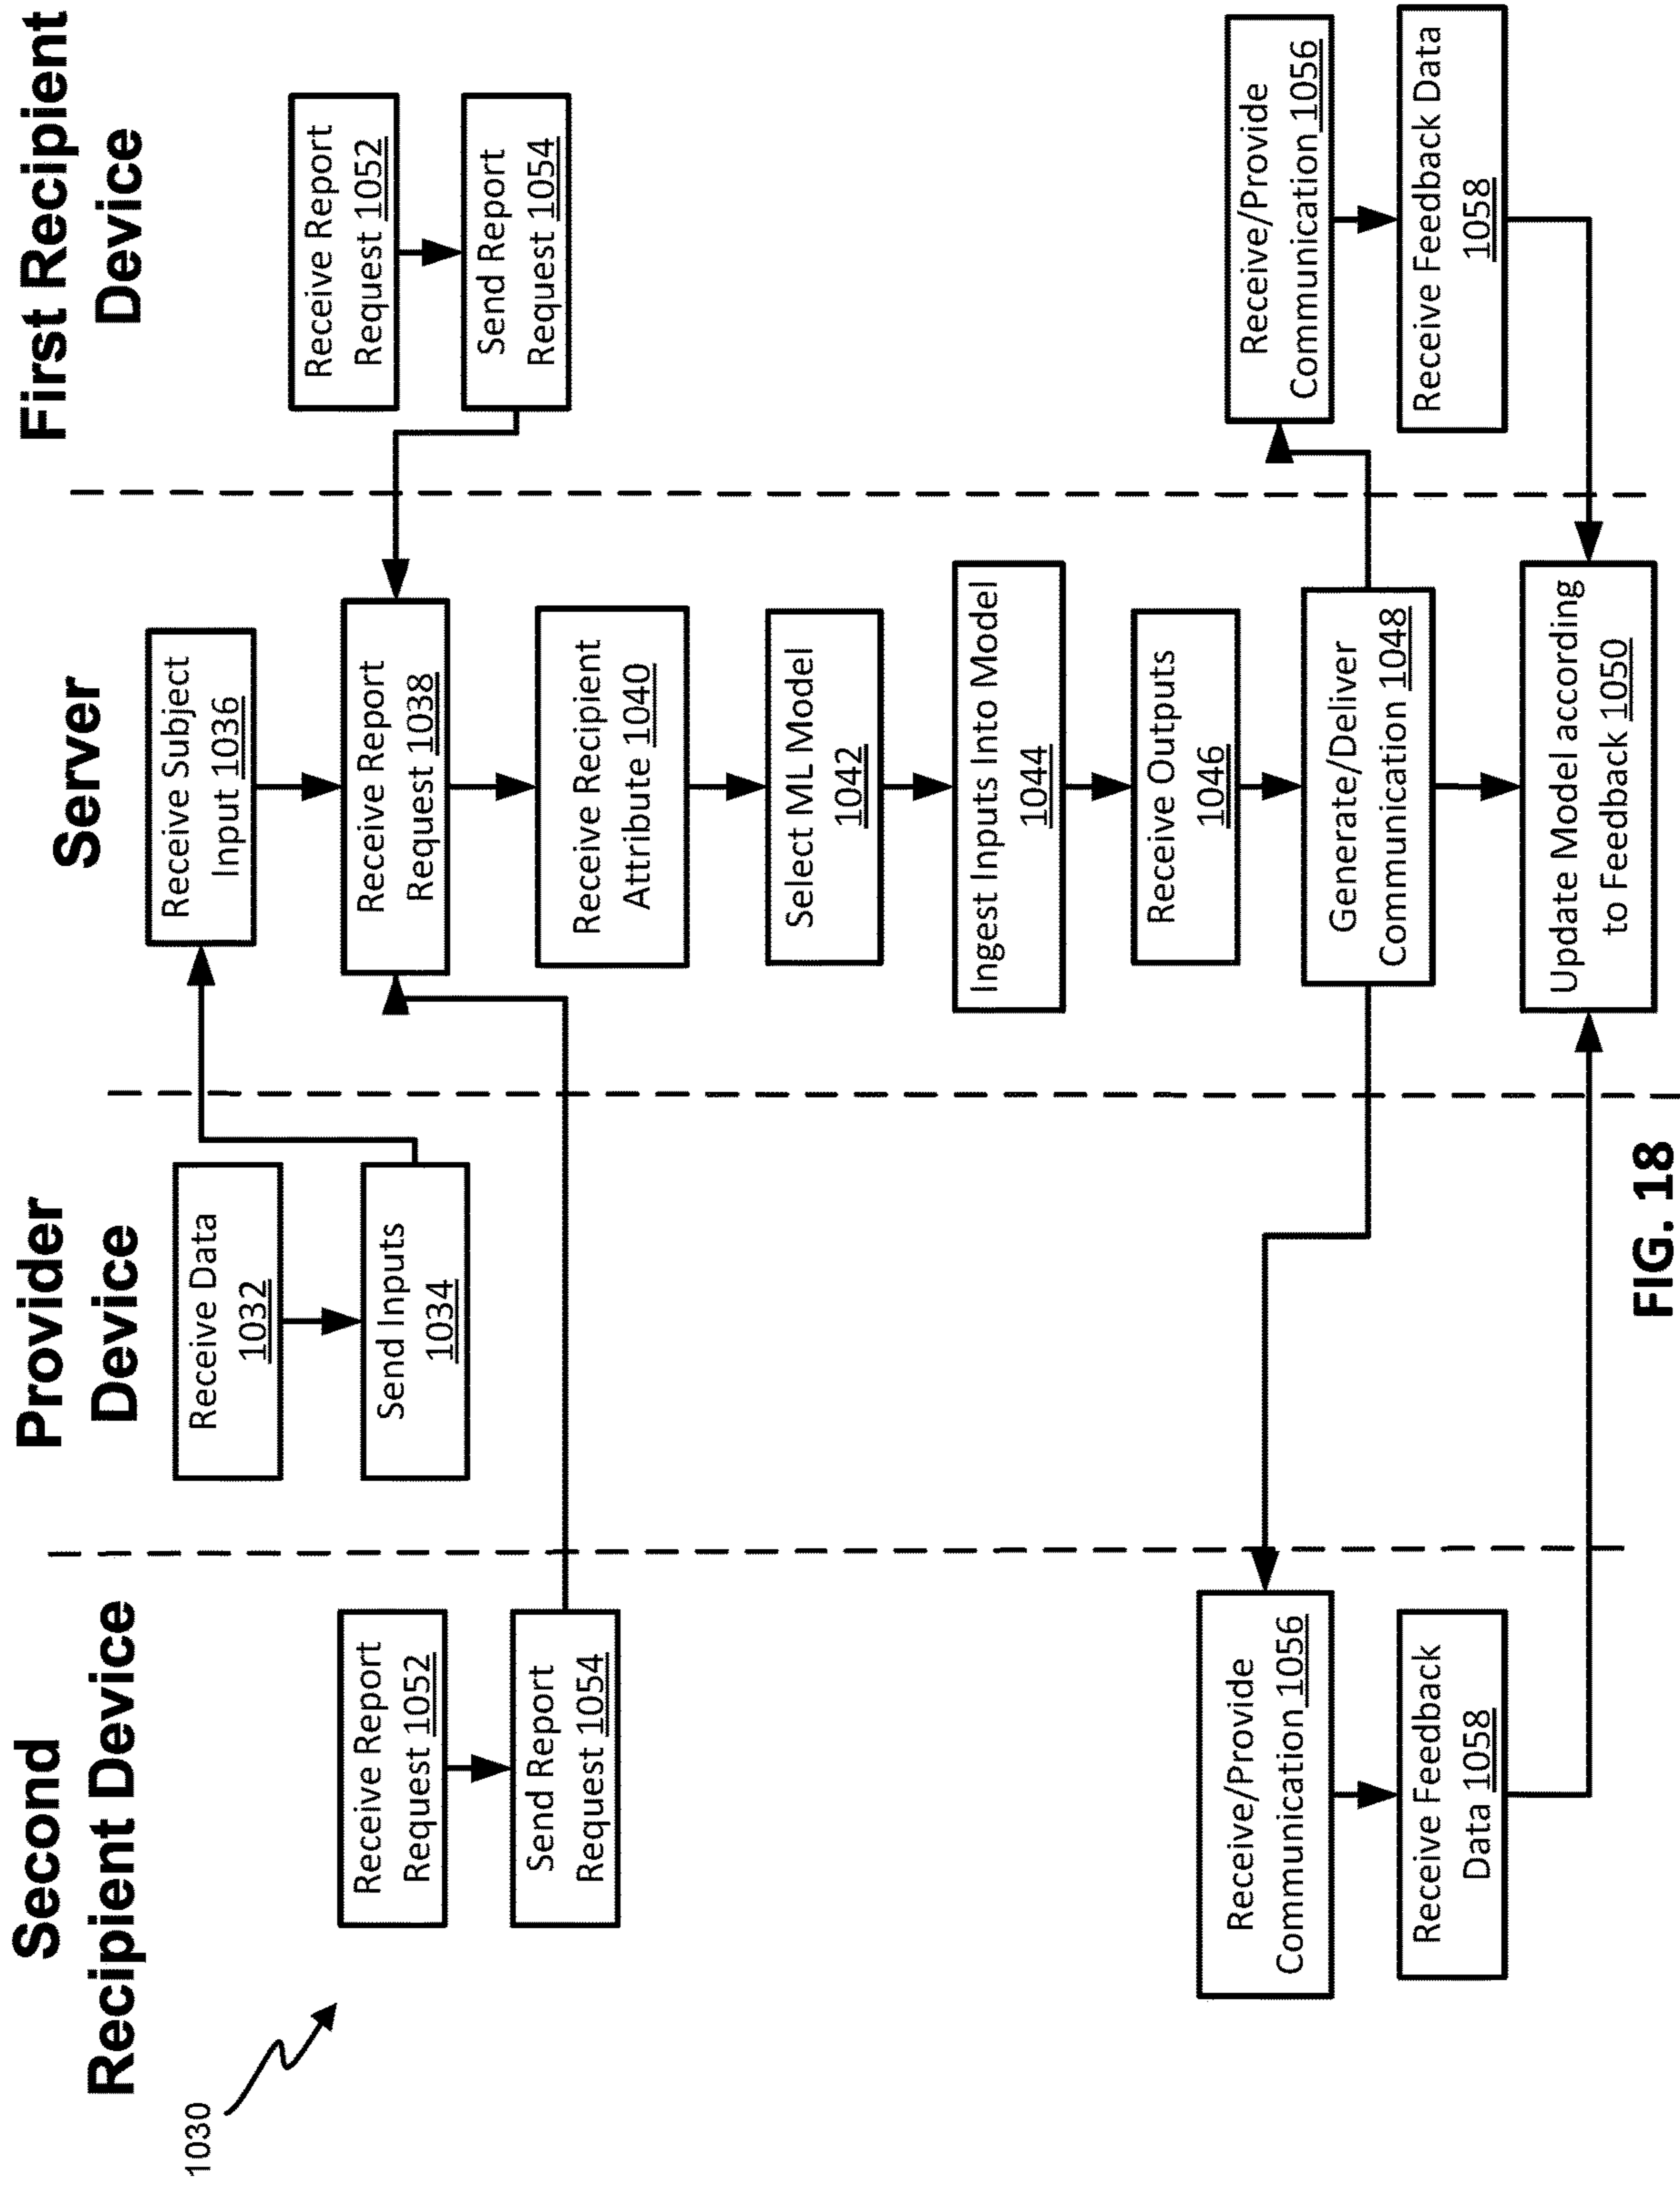 Second
Recipient Device
Provider
Device
Server
First Recipient
Device
1030
Receive Report
Request 1052
Send Report
Request 1054
Receive/Provide
Communication 1056
Receive Feedback
Data 1058
Receive Data
1032
Send Inputs
1034
Receive Subject
Input 1036
Receive Report
Request 1038
Receive Recipient
Attribute 1040
Select ML Model
1042
Ingest Inputs Into Model
1044
Receive Outputs
1046
Generate/Deliver
Communication 1048
Update Model according
to Feedback 1050
Receive Report
Request 1052
Send Report
Request 1054
Receive/Provide
Communication 1056
Receive Feedback Data
1058
FIG. 18